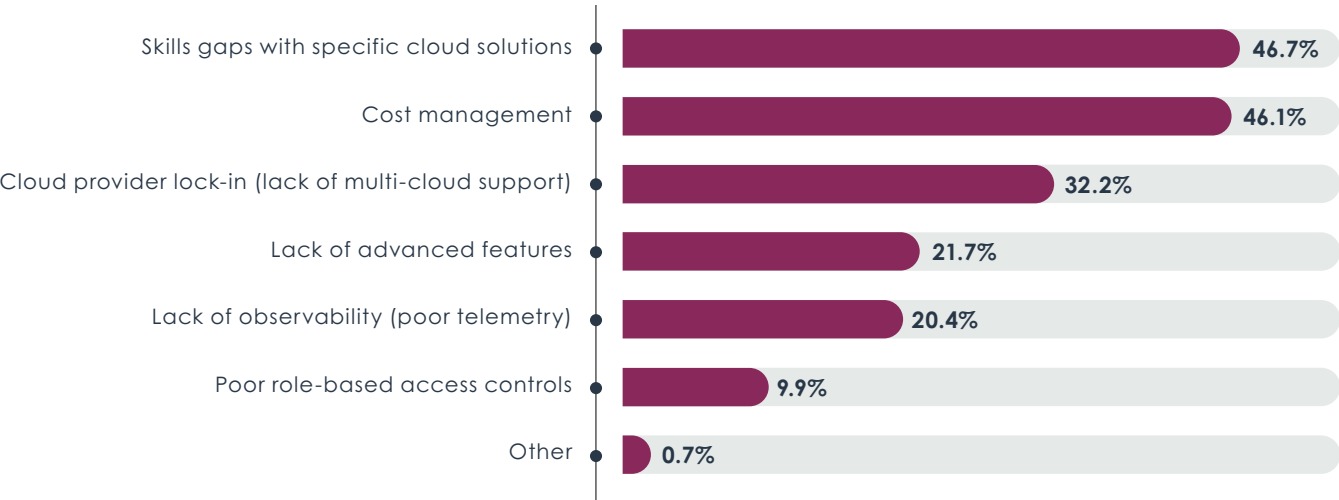 Skills gaps with specific cloud solutions 46.7%
Cost management 46.1%
Cloud provider lock-in (lack of multi-cloud support) 32.2%
Lack of advanced features 21.7%
Lack of observability (poor telemetry) 20.4%
Poor role-based access controls 9.9%
Other 0.7%